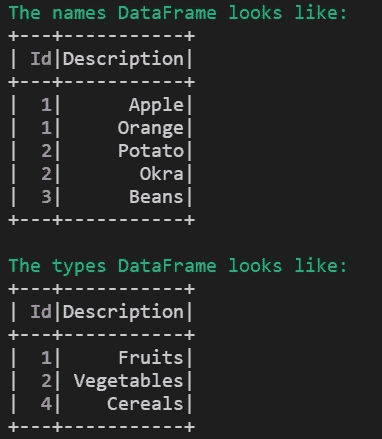 The names DataFrame looks like:
+---+-----------+
| Id|Description|
+---+-----------+
|  1|      Apple|
|  1|     Orange|
|  2|     Potato|
|  2|       Okra|
|  3|      Beans|
+---+-----------+
The types DataFrame looks like:
+---+-----------+
| Id|Description|
+---+-----------+
|  1|     Fruits|
|  2| Vegetables|
|  4|    Cereals|
+---+-----------+